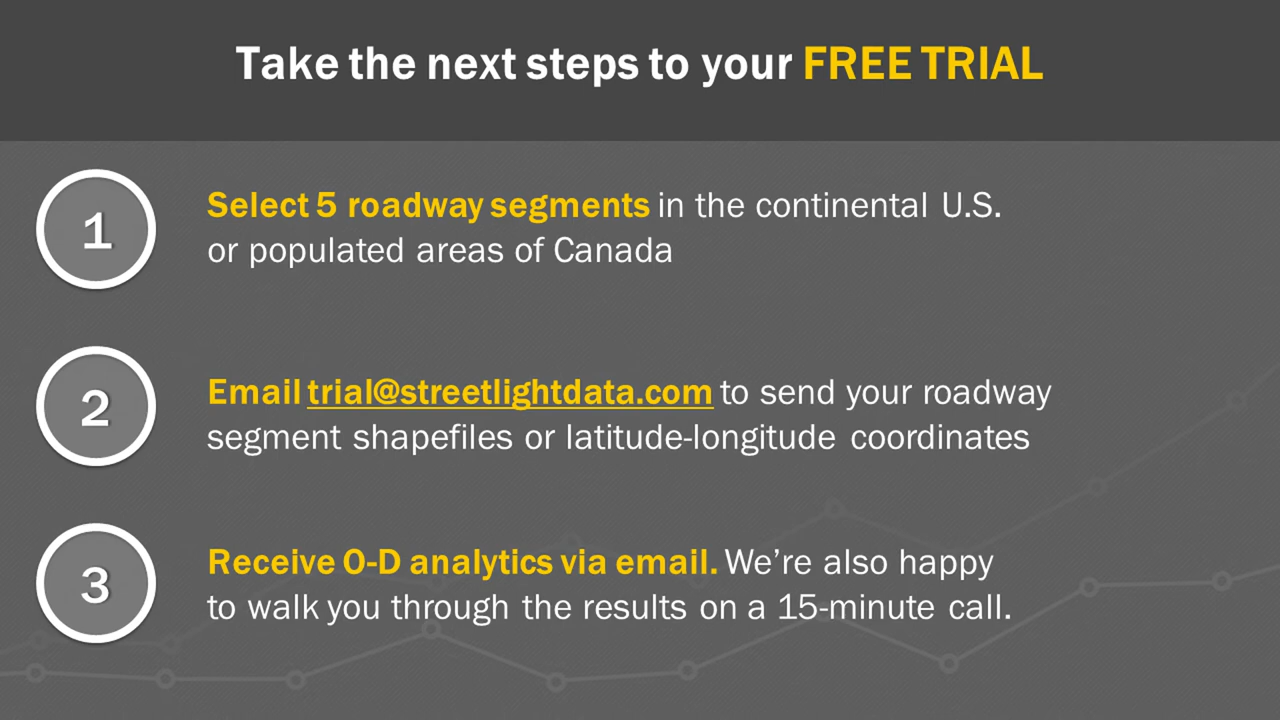 Take the next steps to your FREE TRIAL
1
Select 5 roadway segments in the continental U.S.
or populated areas of Canada
2
Email trial@streetlightdata.com to send your roadway
segment shapefiles or latitude-longitude coordinates
3
Receive O-D analytics via email. We’re also happy
to walk you through the results on a 15-minute call.